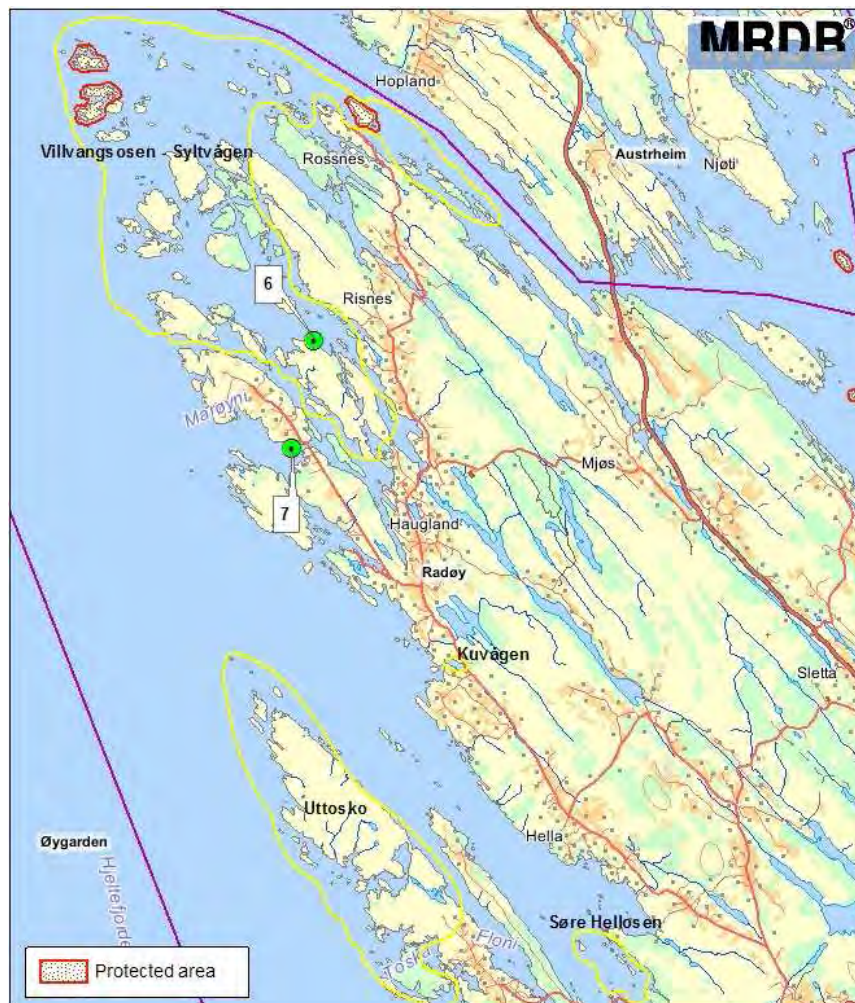 MRDB®
Hopland
Villvangsosen - Syltvågen
Rossnes
Austrheim
Njøti
6
Risnes
Marøyni
Mjøs
7
Haugland
Radøy
Kuvågen
Sletta
Uttosko
Øygarden
Hella
Hjeltefjorde
Søre Hellosen
Floni
Protected area